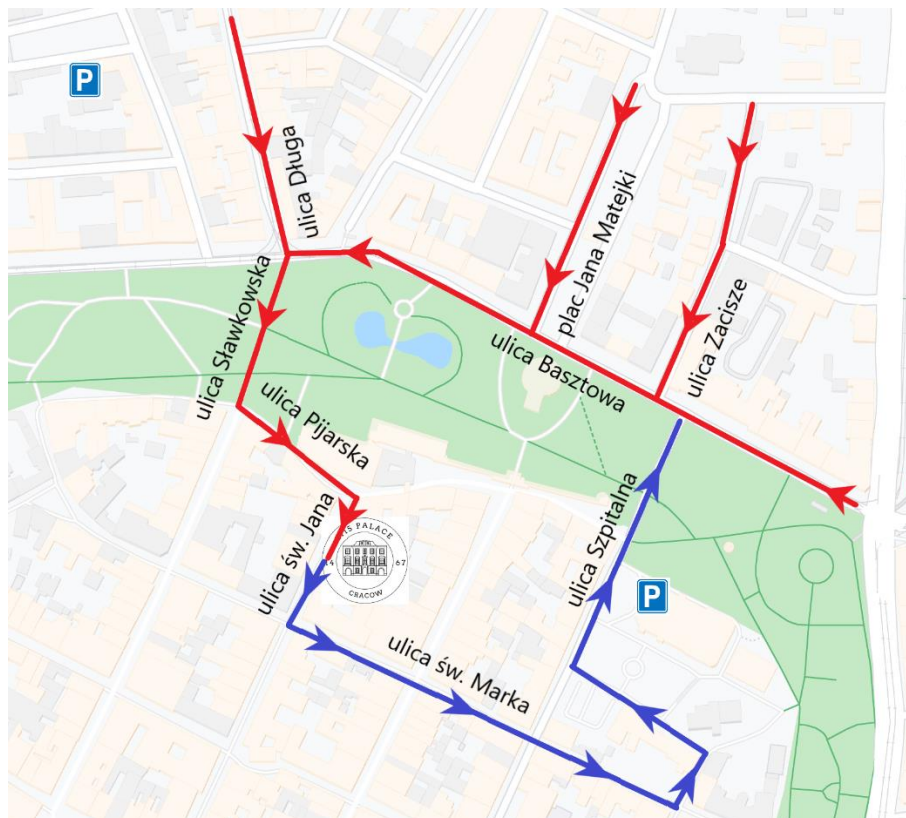 P
ulica Długa
plac Jana Matejki
ulica Zacisze
ulica Sławkowska
ulica Basztowa
ulica Pijarska
ulica św. Jana
PALACE
CRACOW
ulica Szpitalna
P
ulica św. Marka